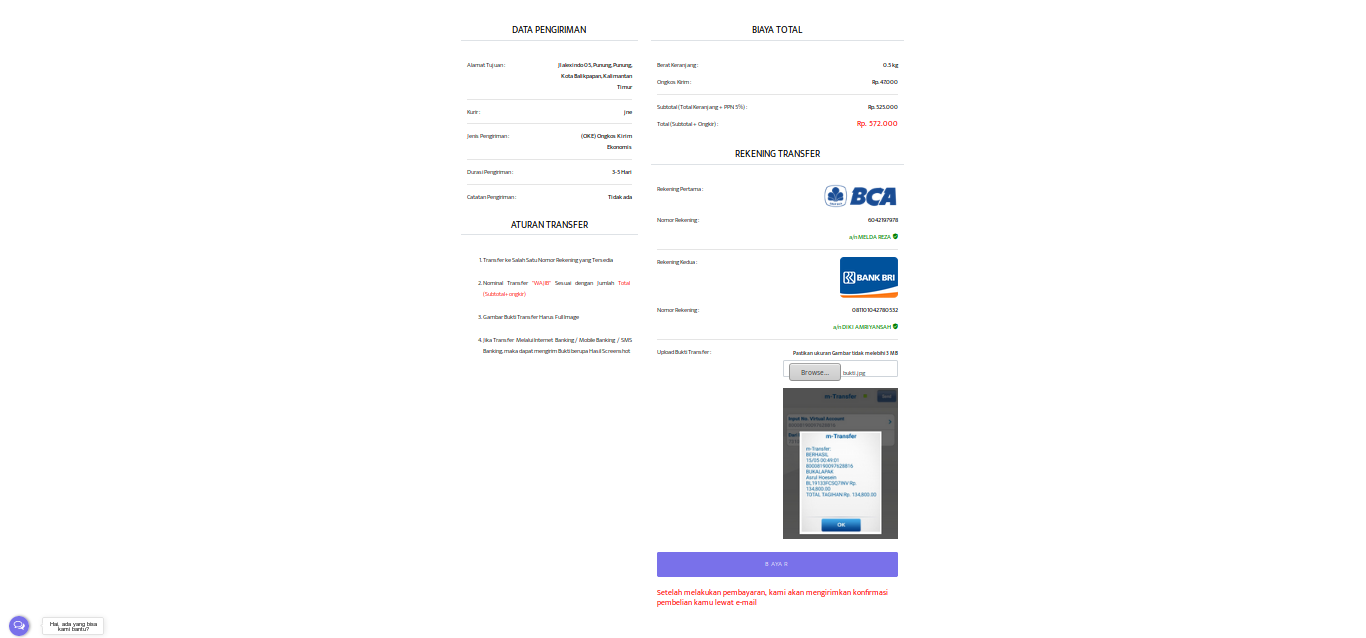 DATA PENGIRIMAN
Alamat Tujuan :
jl alexindo 05, Punung, Punung,
Kota Balikpapan, Kalimantan
Timur
Kurir :
jne
Jenis Pengiriman :
(OKE) Ongkos Kirim
Ekonomis
Durasi Pengiriman :
3-5 Hari
Catatan Pengiriman :
Tidak ada
ATURAN TRANSFER
1. Transfer ke Salah Satu Nomor Rekening yang Tersedia
2. Nominal Transfer "WAJIB" Sesuai dengan Jumlah Total
(Subtotal+ongkir)
3. Gambar Bukti Transfer Harus Full Image
4. Jika Transfer Melalui Internet Banking / Mobile Banking / SMS
Banking, maka dapat mengirim Bukti berupa Hasil Screenshot
BIAYA TOTAL
Berat Keranjang :
0.5 kg
Ongkos Kirim :
Rp. 47.000
Subtotal (Total Keranjang + PPN 5%) :
Rp. 525.000
Total (Subtotal + Ongkir) :
Rp. 572.000
REKENING TRANSFER
Rekening Pertama :
BCA
Nomor Rekening :
6042197978
a/n MELDA REZA
Rekening Kedua :
BANK BRI
Nomor Rekening :
081101042780532
a/n DIKI AMRIYANSAH
Upload Bukti Transfer :
Pastikan ukuran Gambar tidak melebihi 3 MB
Browse... bukti.jpg
m-Transfer
Send
Input No. Virtual Account
m-Transfer
m-Transfer:
BERHASIL
15/05 00:49:01
80008190097628816
BUKALAPAK
Asrul Hoesein
BL19133FCSQ7INV Rp.
134,800.00
TOTAL TAGIHAN Rp. 134,800.00
OK
BAYAR
Setelah melakukan pembayaran, kami akan mengirimkan konfirmasi
pembelian kamu lewat e-mail
Hai, ada yang bisa
kami bantu?